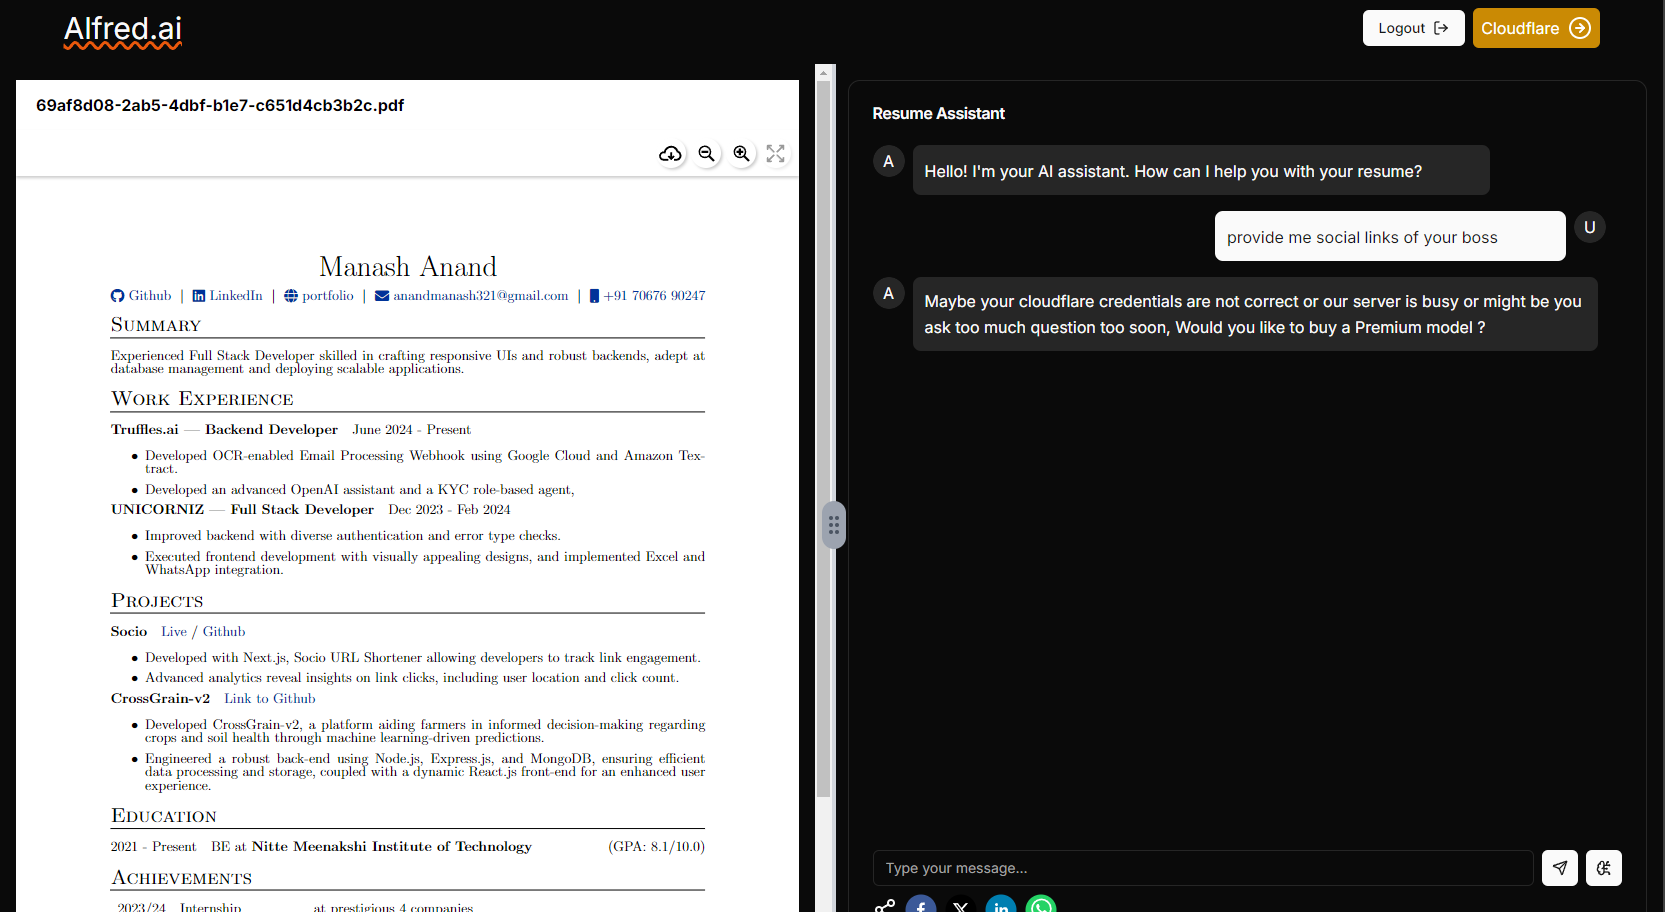 Alfred.ai
Logout
Cloudflare
69af8d08-2ab5-4dbf-b1e7-c651d4cb3b2c.pdf
Manash Anand
Github | LinkedIn | portfolio | anandmanash321@gmail.com | +91 70676 90247
SUMMARY
Experienced Full Stack Developer skilled in crafting responsive UIs and robust backends, adept at
database management and deploying scalable applications.
WORK EXPERIENCE
Truffles.ai — Backend Developer June 2024 - Present
• Developed OCR-enabled Email Processing Webhook using Google Cloud and Amazon Tex-
tract.
• Developed an advanced OpenAI assistant and a KYC role-based agent,
UNICORNIZ — Full Stack Developer Dec 2023 - Feb 2024
• Improved backend with diverse authentication and error type checks.
• Executed frontend development with visually appealing designs, and implemented Excel and
WhatsApp integration.
PROJECTS
Socio Live / Github
• Developed with Next.js, Socio URL Shortener allowing developers to track link engagement.
• Advanced analytics reveal insights on link clicks, including user location and click count.
CrossGrain-v2 Link to Github
• Developed CrossGrain-v2, a platform aiding farmers in informed decision-making regarding
crops and soil health through machine learning-driven predictions.
• Engineered a robust back-end using Node.js, Express.js, and MongoDB, ensuring efficient
data processing and storage, coupled with a dynamic React.js front-end for an enhanced user
experience.
EDUCATION
2021 - Present BE at Nitte Meenakshi Institute of Technology (GPA: 8.1/10.0)
ACHIEVEMENTS
2023/24 Internship at prestigious 4 companies
Resume Assistant
A
Hello! I'm your AI assistant. How can I help you with your resume?
provide me social links of your boss
U
A
Maybe your cloudflare credentials are not correct or our server is busy or might be you
ask too much question too soon, Would you like to buy a Premium model ?
Type your message...